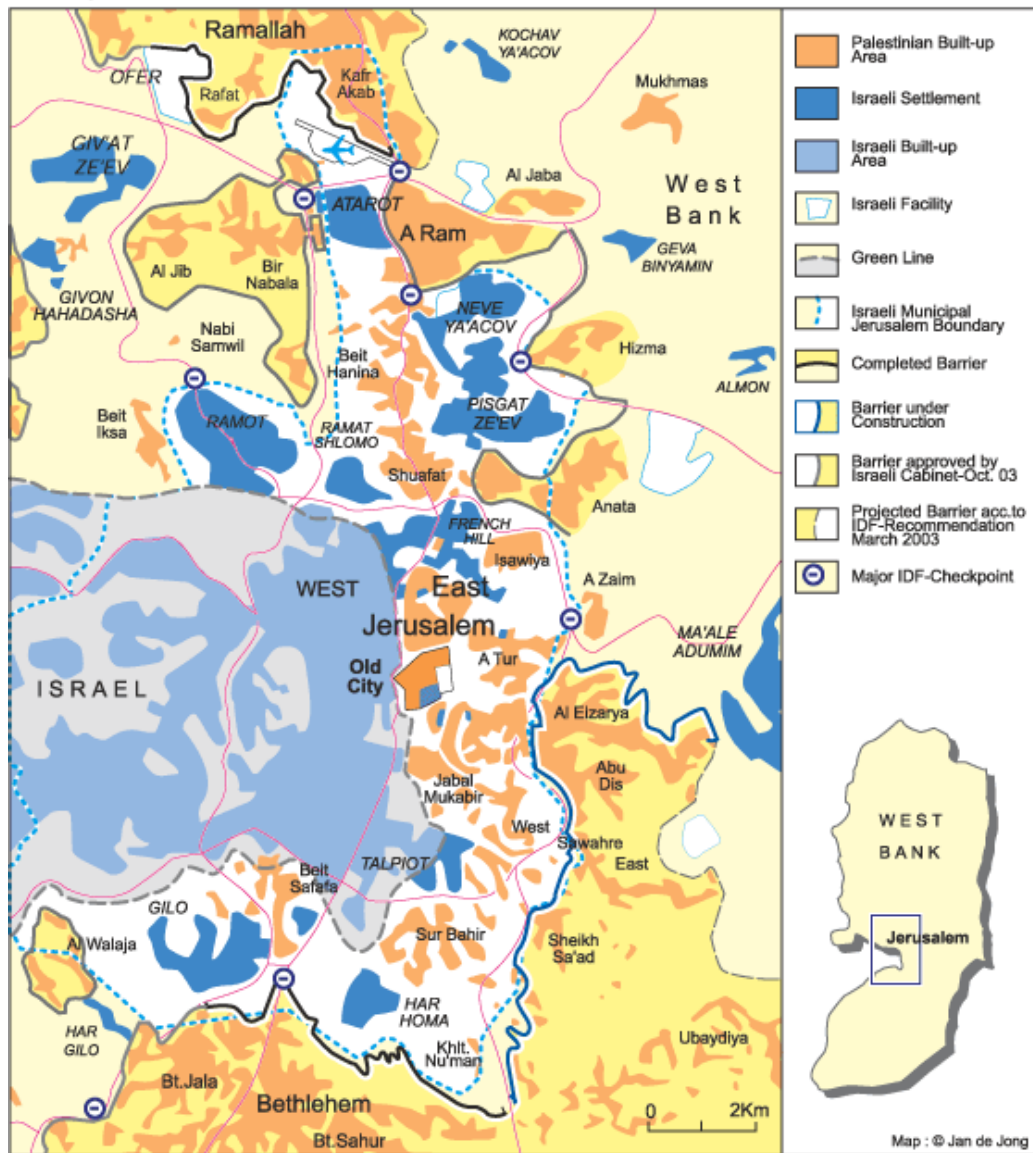 Ramallah
KOCHAV
YA'ACOV
OFER
Rafat
Kafr
Akab
Mukhmas
GIV'AT
ZE'EV
Al Jaba
West
Bank
ATAROT
A Ram
GEVA
BINYAMIN
Al Jib
Bir
Nabala
GIVON
HAHADASHA
NEVE
YA'ACOV
Nabi
Samwil
Beit
Hanina
Hizma
ALMON
Beit
Iksa
RAMOT
RAMAT
SHLOMO
PISGAT
ZE'EV
Shuafat
Anata
FRENCH
HILL
Isawiya
WEST
East
Jerusalem
A Zaim
MA'ALE
ADUMIM
A Tur
Old
City
ISRAEL
Al Eizarya
Abu
Dis
Jabal
Mukabir
West
Sawahre
East
TALPIOT
Beit
Safafa
GILO
Al Walaja
Sur Bahir
Sheikh
Sa'ad
HAR
HOMA
HAR
GILO
Khlt.
Nu'man
Ubaydiya
Bt.Jala
Bethlehem
Bt.Sahur
0 2Km
Palestinian Built-up
Area
Israeli Settlement
Israeli Built-up
Area
Israeli Facility
Green Line
Israeli Municipal
Jerusalem Boundary
Completed Barrier
Barrier under
Construction
Barrier approved by
Israeli Cabinet-Oct. 03
Projected Barrier acc.to
IDF-Recommendation
March 2003
Major IDF-Checkpoint
WEST
BANK
Jerusalem
Map : © Jan de Jong